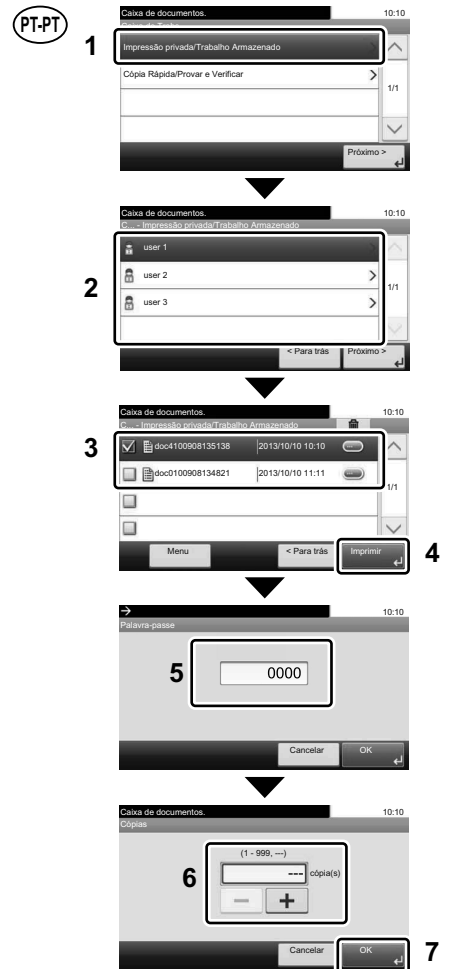 PT-PT
Caixa de documentos. 10:10
1
Impressão privada/Trabalho Armazenado
Cópia Rápida/Provar e Verificar
1/1
Próximo >
Caixa de documentos. 10:10
C... - Impressão privada/Trabalho Armazenado
2
user 1
user 2
1/1
user 3
< Para trás Próximo >
Caixa de documentos. 10:10
C... - Impressão privada/Trabalho Armazenado
3
doc4100908135138 2013/10/10 10:10 ...
doc0100908134821 2013/10/10 11:11 ...
1/1
Menu < Para trás Imprimir
4
10:10
Palavra-passe
5
0000
Cancelar OK
Caixa de documentos. 10:10
Cópias
6
(1 - 999, ---)
--- cópia(s)
− +
Cancelar OK
7